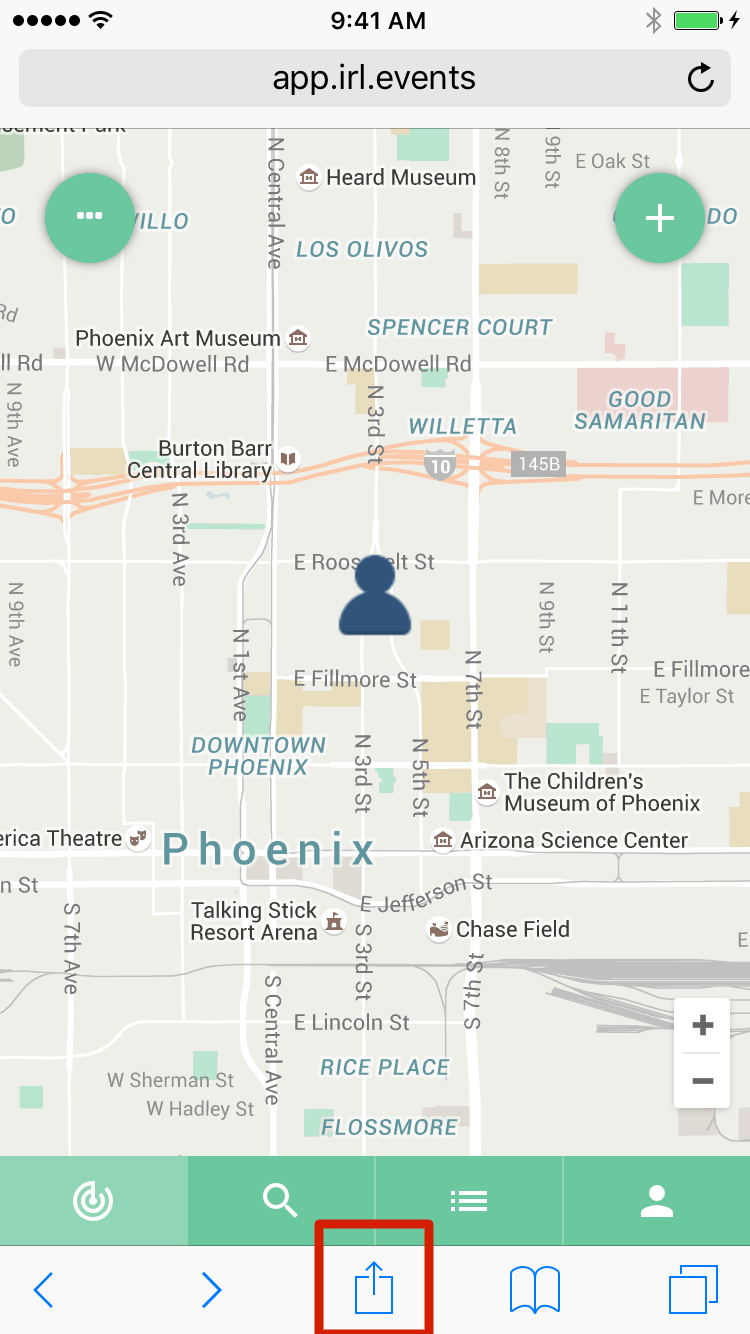 9:41 AM
app.irl.events
N Central Ave
Heard Museum
N 8th St
9th St
E Oak St
LOS OLIVOS
SPENCER COURT
Phoenix Art Museum
W McDowell Rd
E McDowell Rd
N 9th Ave
N 3rd St
WILLETTA
GOOD
SAMARITAN
Burton Barr
Central Library
10
145B
N 3rd Ave
E More
E Roosevelt St
N 9th Ave
N 9th St
N 11th St
N 1st Ave
E Fillmore St
N 7th St
E Fillmore
E Taylor St
DOWNTOWN
PHOENIX
N 3rd St
N 5th St
The Children's
Museum of Phoenix
erica Theatre
Phoenix
Arizona Science Center
n St
E Jefferson St
S 7th Ave
Talking Stick
Resort Arena
S 3rd St
Chase Field
E
S 7th St
S Central Ave
E Lincoln St
RICE PLACE
W Sherman St
W Hadley St
FLOSSMORE